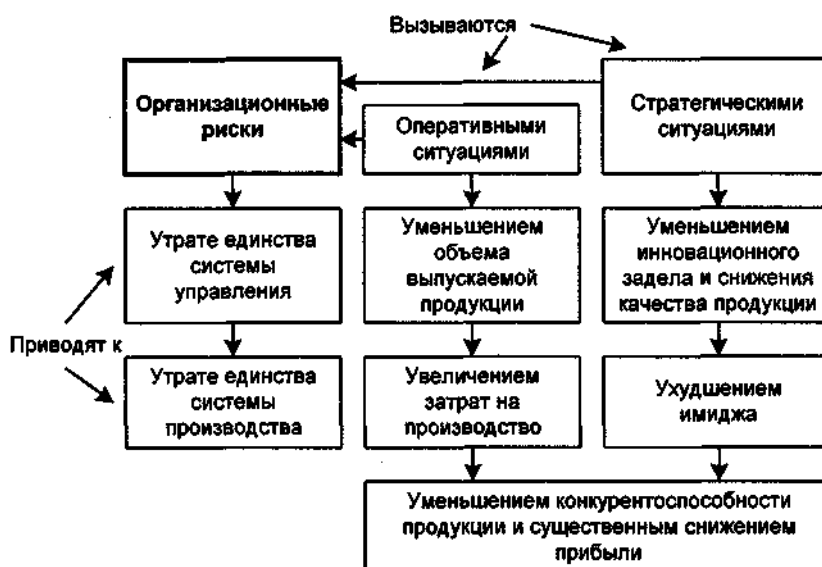 Вызываются
Организационные
риски
Оперативными
ситуациями
Стратегическими
ситуациями
Утрате единства
системы
управления
Уменьшением
объема
выпускаемой
продукции
Уменьшением
инновационного
задела и снижения
качества продукции
Приводят к
Утрате единства
системы
производства
Увеличением
затрат на
производство
Ухудшением
имиджа
Уменьшением конкурентоспособности
продукции и существенным снижением
прибыли